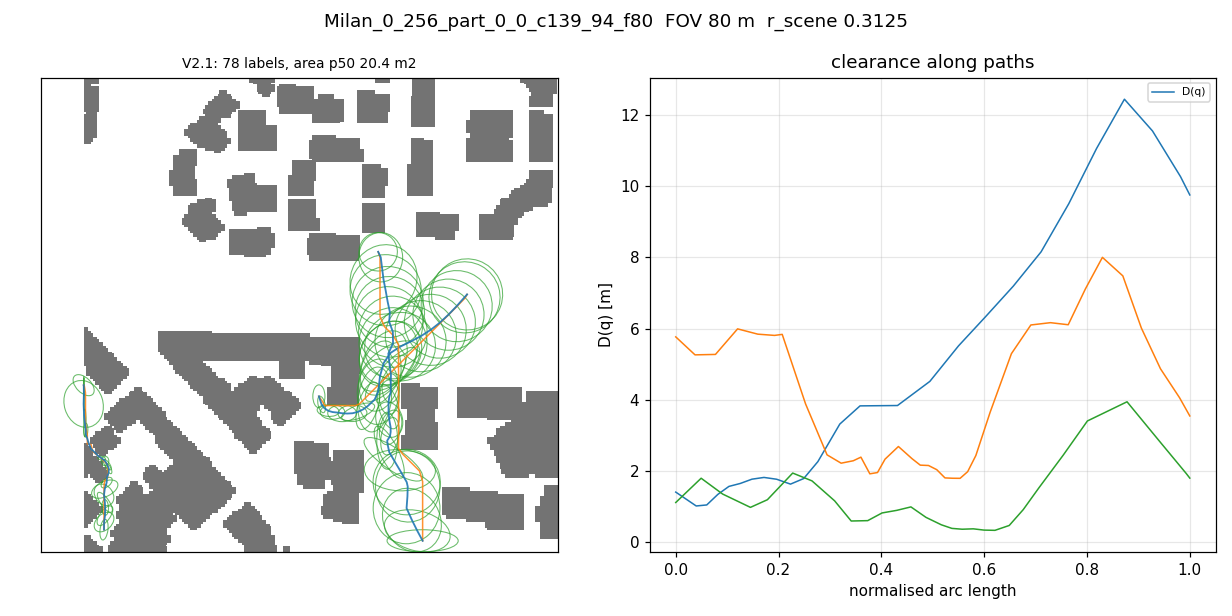 Milan_0_256_part_0_0_c139_94_f80  FOV 80 m  r_scene 0.3125
V2.1: 78 labels, area p50 20.4 m2
clearance along paths
D(q)
12
10
8
6
4
2
0
D(q) [m]
0.0 0.2 0.4 0.6 0.8 1.0
normalised arc length